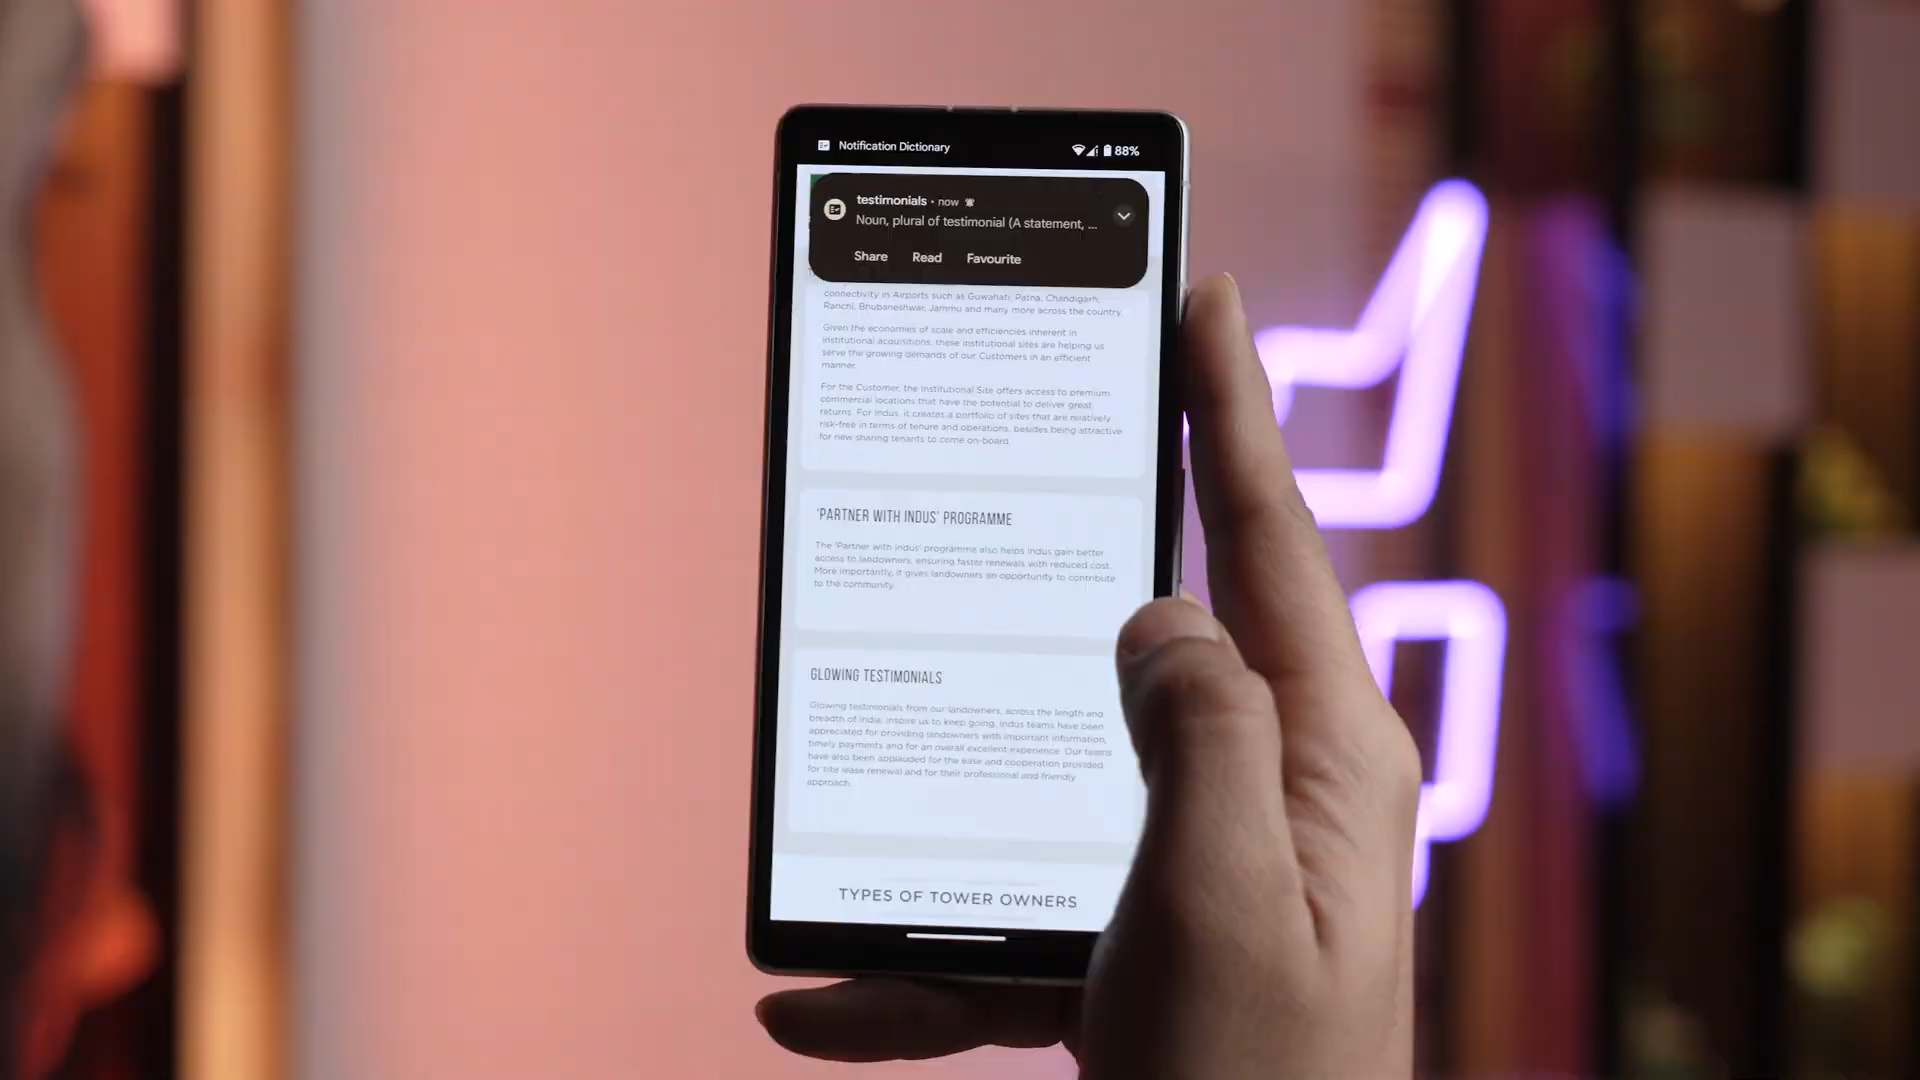 Notification Dictionary
88%
testimonials • now
Noun, plural of testimonial (A statement, ...
Share Read Favourite
connectivity in Airports such as Guwahati, Patna, Chandigarh,
Ranchi, Bhubaneshwar, Jammu and many more across the country.
Given the economies of scale and efficiencies inherent in
institutional acquisitions, these institutional sites are helping us
serve the growing demands of our Customers in an efficient
manner.
For the Customer, the Institutional Site offers access to premium
commercial locations that have the potential to deliver great
returns. For Indus, it creates a portfolio of sites that are relatively
risk-free in terms of tenure and operations, besides being attractive
for new sharing tenants to come on-board.
'PARTNER WITH INDUS' PROGRAMME
The 'Partner with Indus' programme also helps Indus gain better
access to landowners, ensuring faster renewals with reduced cost.
More importantly, it gives landowners an opportunity to contribute
to the community.
GLOWING TESTIMONIALS
Glowing testimonials from our landowners, across the length and
breadth of India, inspire us to keep going. Indus teams have been
appreciated for providing landowners with important information,
timely payments and for an overall excellent experience. Our teams
have also been applauded for the ease and cooperation provided
for site lease renewal and for their professional and friendly
approach.
TYPES OF TOWER OWNERS